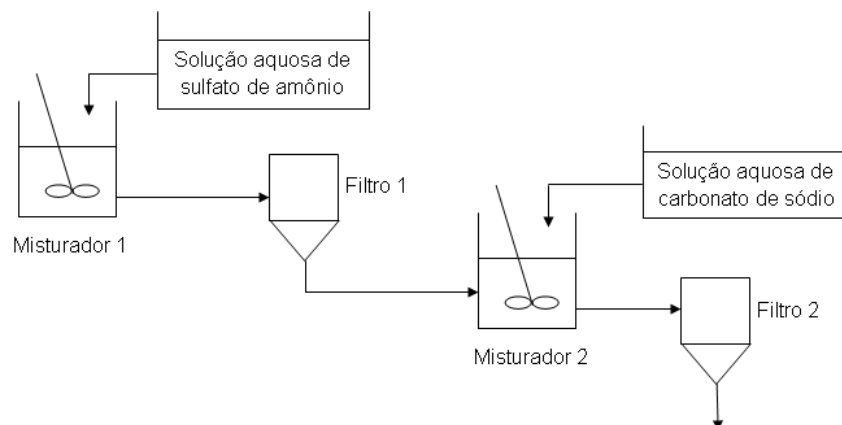 Solução aquosa de
sulfato de amônio
Filtro 1
Misturador 1
Solução aquosa de
carbonato de sódio
Filtro 2
Misturador 2